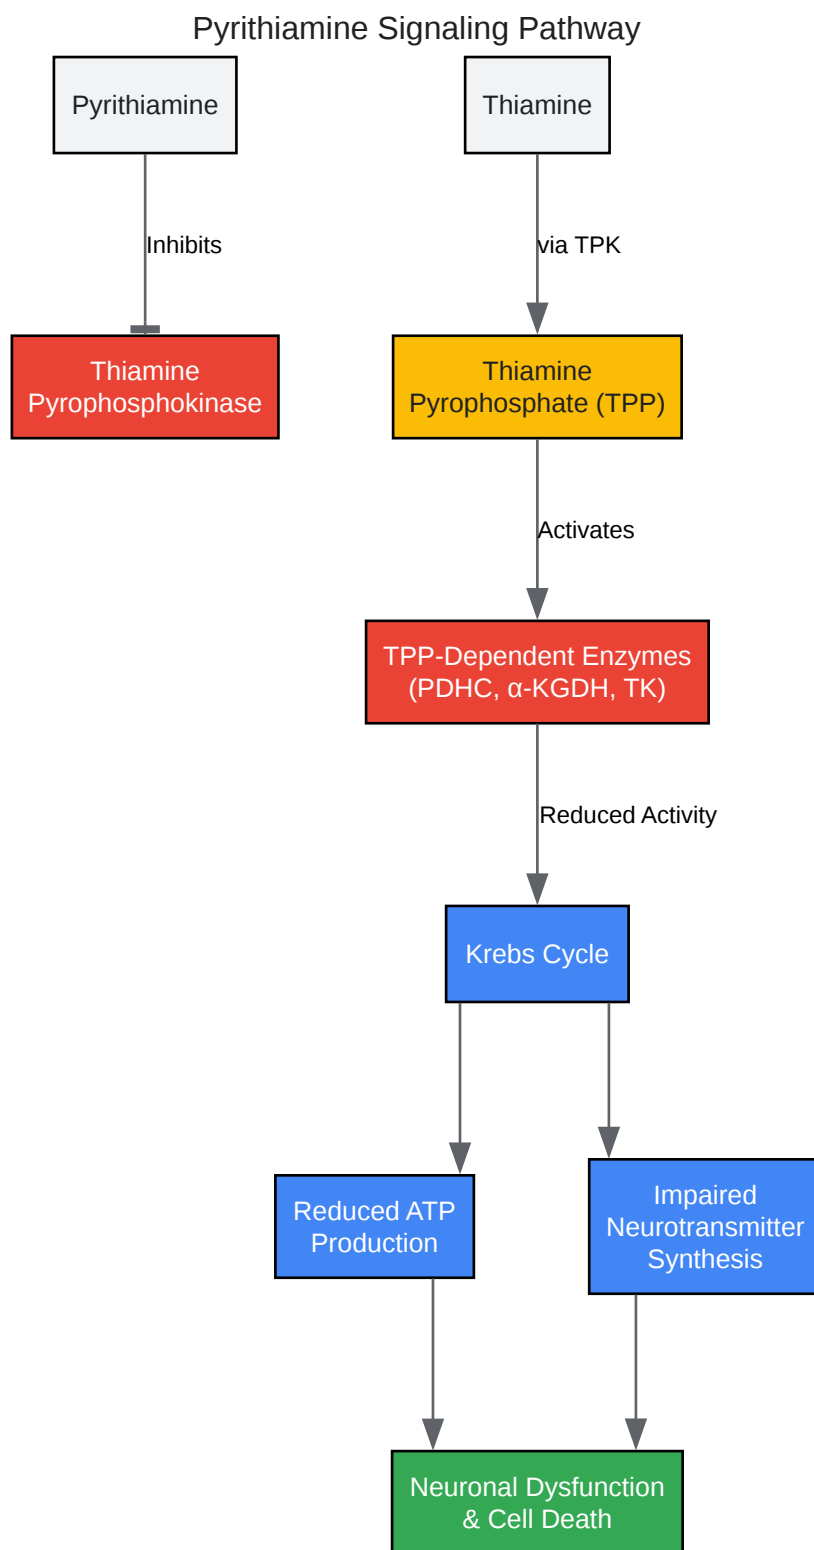 Pyrithiamine Signaling Pathway
Pyrithiamine
Thiamine
Inhibits
via TPK
Thiamine
Pyrophosphokinase
Thiamine
Pyrophosphate (TPP)
Activates
TPP-Dependent Enzymes
(PDHC, α-KGDH, TK)
Reduced Activity
Krebs Cycle
Reduced ATP
Production
Impaired
Neurotransmitter
Synthesis
Neuronal Dysfunction
& Cell Death